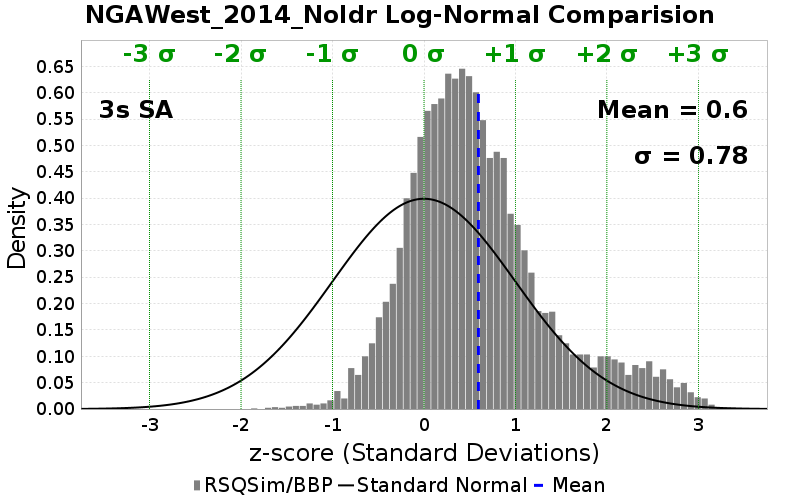 NGAWest_2014_NoIdr Log-Normal Comparision
-3 σ -2 σ -1 σ 0 σ +1 σ +2 σ +3 σ
3s SA
Mean = 0.6
σ = 0.78
Density
0.65
0.60
0.55
0.50
0.45
0.40
0.35
0.30
0.25
0.20
0.15
0.10
0.05
0.00
-3 -2 -1 0 1 2 3
z-score (Standard Deviations)
RSQSim/BBP Standard Normal Mean